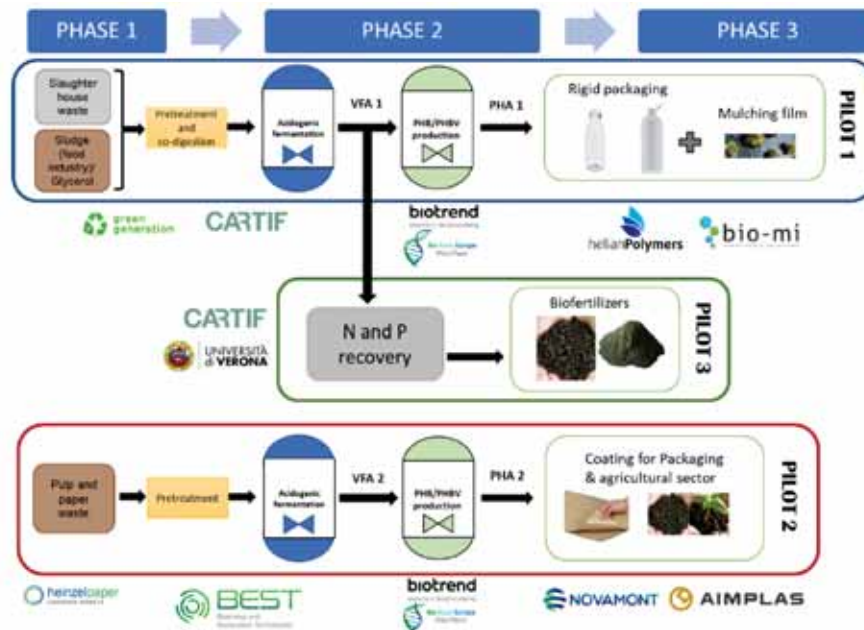 PHASE 1
PHASE 2
PHASE 3
Slaughter
house
waste
Sludge
(food
industry)/
Glycerol
Pretreatment
and
co-digestion
Acidogenic
fermentation
VFA 1
PHB/PHBV
production
PHA 1
Rigid packaging
Mulching film
PILOT 1
green
generation
CARTIF
biotrend
helianPolymers
bio-mi
CARTIF
UNIVERSITÀ
di VERONA
N and P
recovery
Biofertilizers
PILOT 3
Pulp and
paper
waste
Pretreatment
Acidogenic
fermentation
VFA 2
PHB/PHBV
production
PHA 2
Coating for Packaging
& agricultural sector
PILOT 2
heinzelpaper
BEST
biotrend
NOVAMONT
AIMPLAS